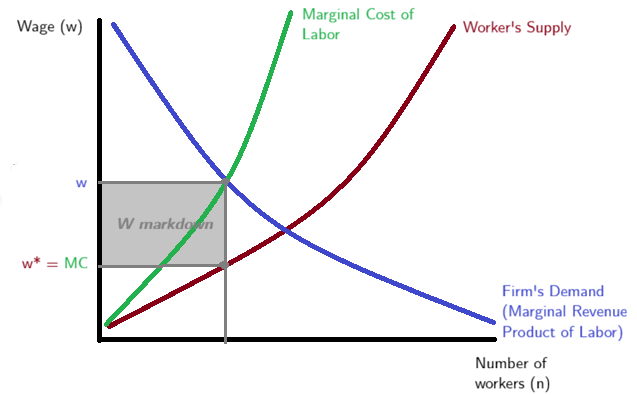 Wage (w)
Marginal Cost of
Labor
Worker's Supply
w
W markdown
w* = MC
Firm's Demand
(Marginal Revenue
Product of Labor)
Number of
workers (n)